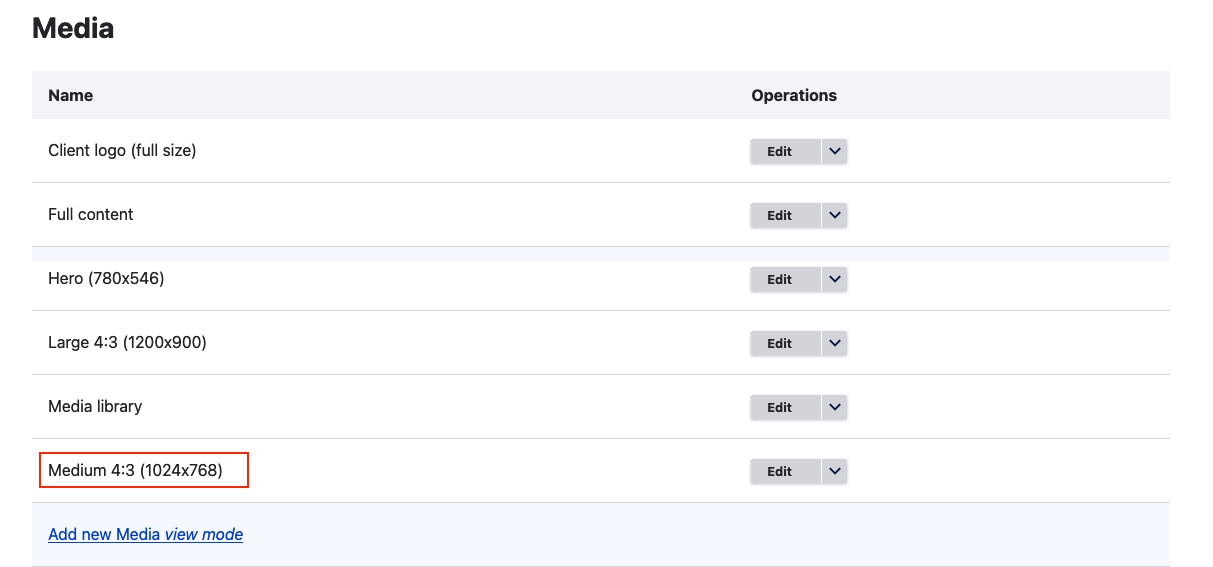 Media
Name Operations
Client logo (full size) Edit
Full content Edit
Hero (780x546) Edit
Large 4:3 (1200x900) Edit
Media library Edit
Medium 4:3 (1024x768) Edit
Add new Media view mode